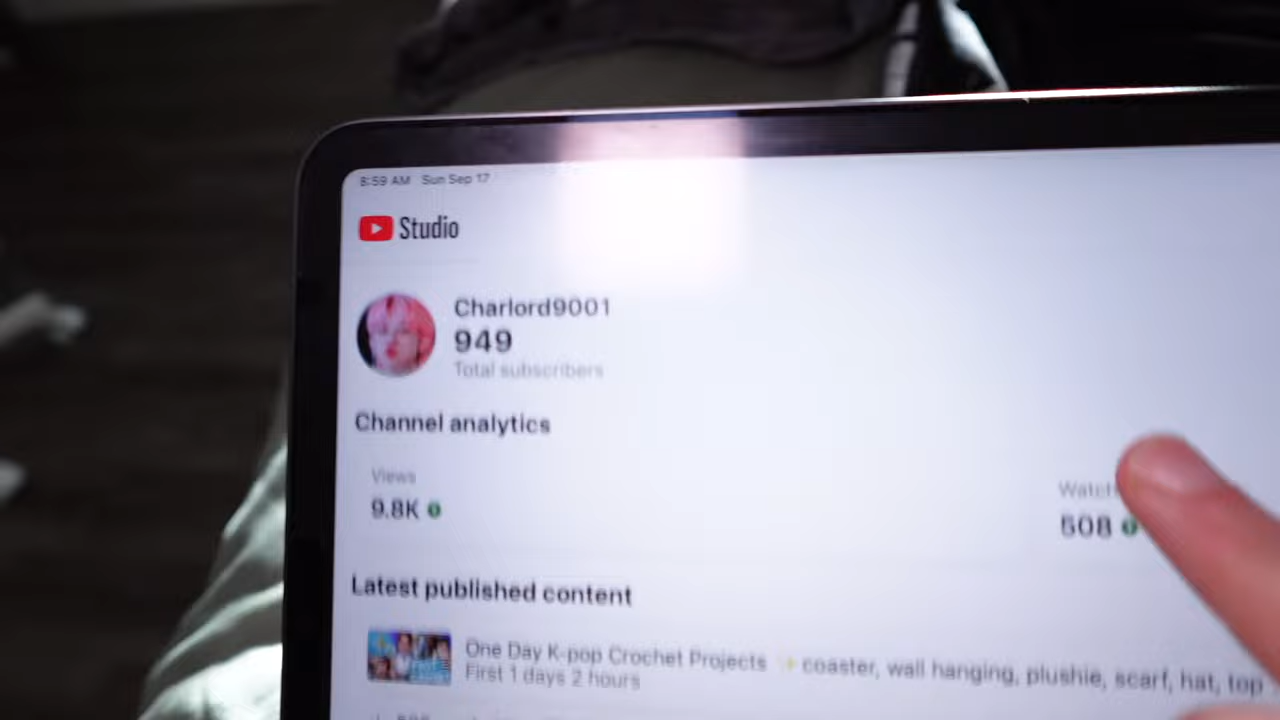 8:59 AM Sun Sep 17
Studio
Charlord9001
949
Total subscribers
Channel analytics
Views
9.8K
Watch
508
Latest published content
One Day K-pop Crochet Projects ✨ coaster, wall hanging, plushie, scarf, hat, top
First 1 days 2 hours